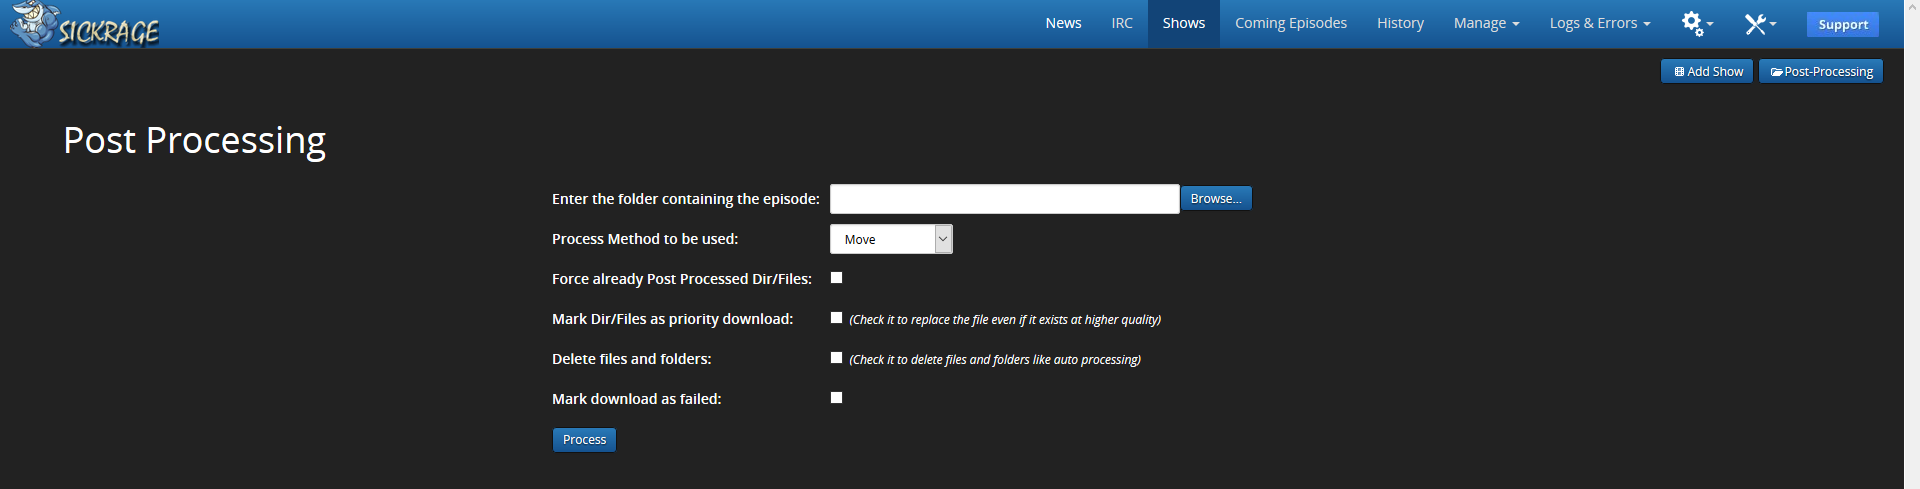 SICKRAGE
News IRC Shows Coming Episodes History Manage Logs & Errors Support
Add Show Post-Processing
Post Processing
Enter the folder containing the episode: Browse...
Process Method to be used: Move
Force already Post Processed Dir/Files:
Mark Dir/Files as priority download: (Check it to replace the file even if it exists at higher quality)
Delete files and folders: (Check it to delete files and folders like auto processing)
Mark download as failed:
Process